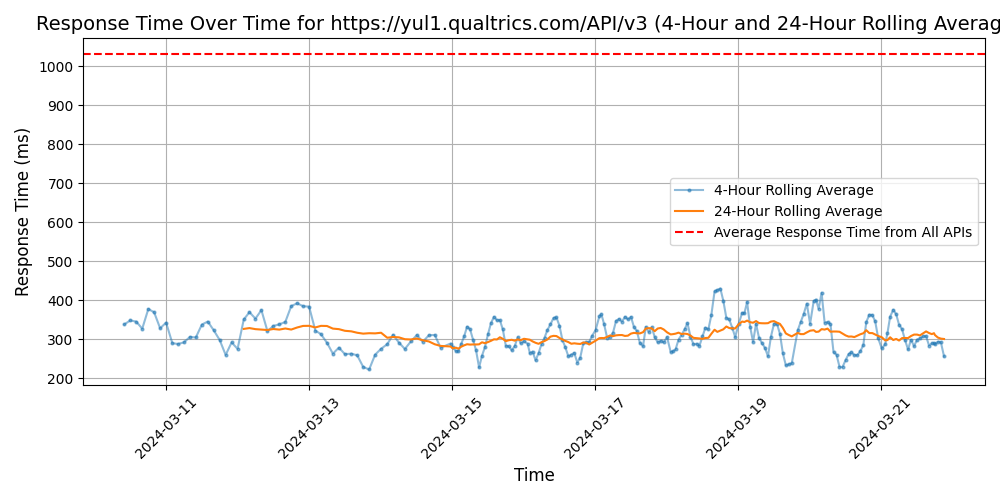 Response Time Over Time for https://yul1.qualtrics.com/API/v3 (4-Hour and 24-Hour Rolling Averag
1000
900
800
700
600
500
400
300
200
Response Time (ms)
4-Hour Rolling Average
24-Hour Rolling Average
Average Response Time from All APIs
2024-03-11
2024-03-13
2024-03-15
2024-03-17
2024-03-19
2024-03-21
Time